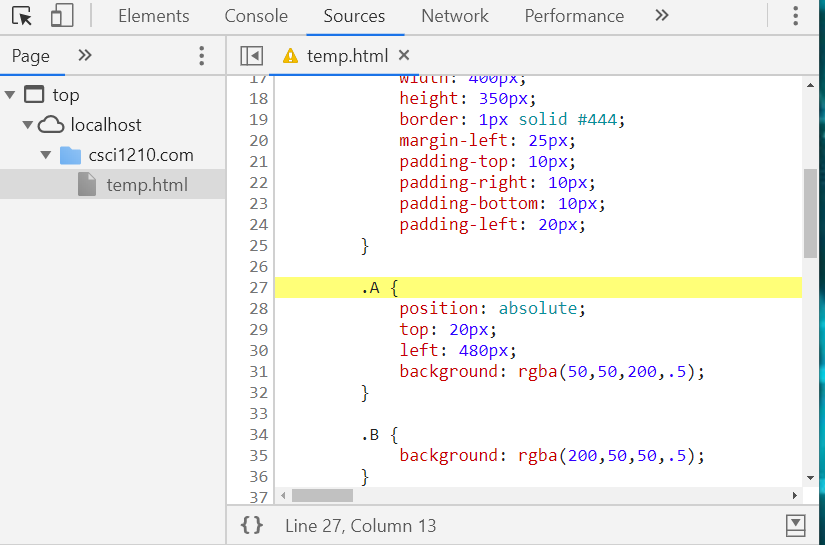 Elements Console Sources Network Performance »
Page »
temp.html ×
top
localhost
csci1210.com
temp.html
17 width: 400px;
18 height: 350px;
19 border: 1px solid #444;
20 margin-left: 25px;
21 padding-top: 10px;
22 padding-right: 10px;
23 padding-bottom: 10px;
24 padding-left: 20px;
25 }
26
27 .A {
28 position: absolute;
29 top: 20px;
30 left: 480px;
31 background: rgba(50,50,200,.5);
32 }
33
34 .B {
35 background: rgba(200,50,50,.5);
36 }
37
{} Line 27, Column 13